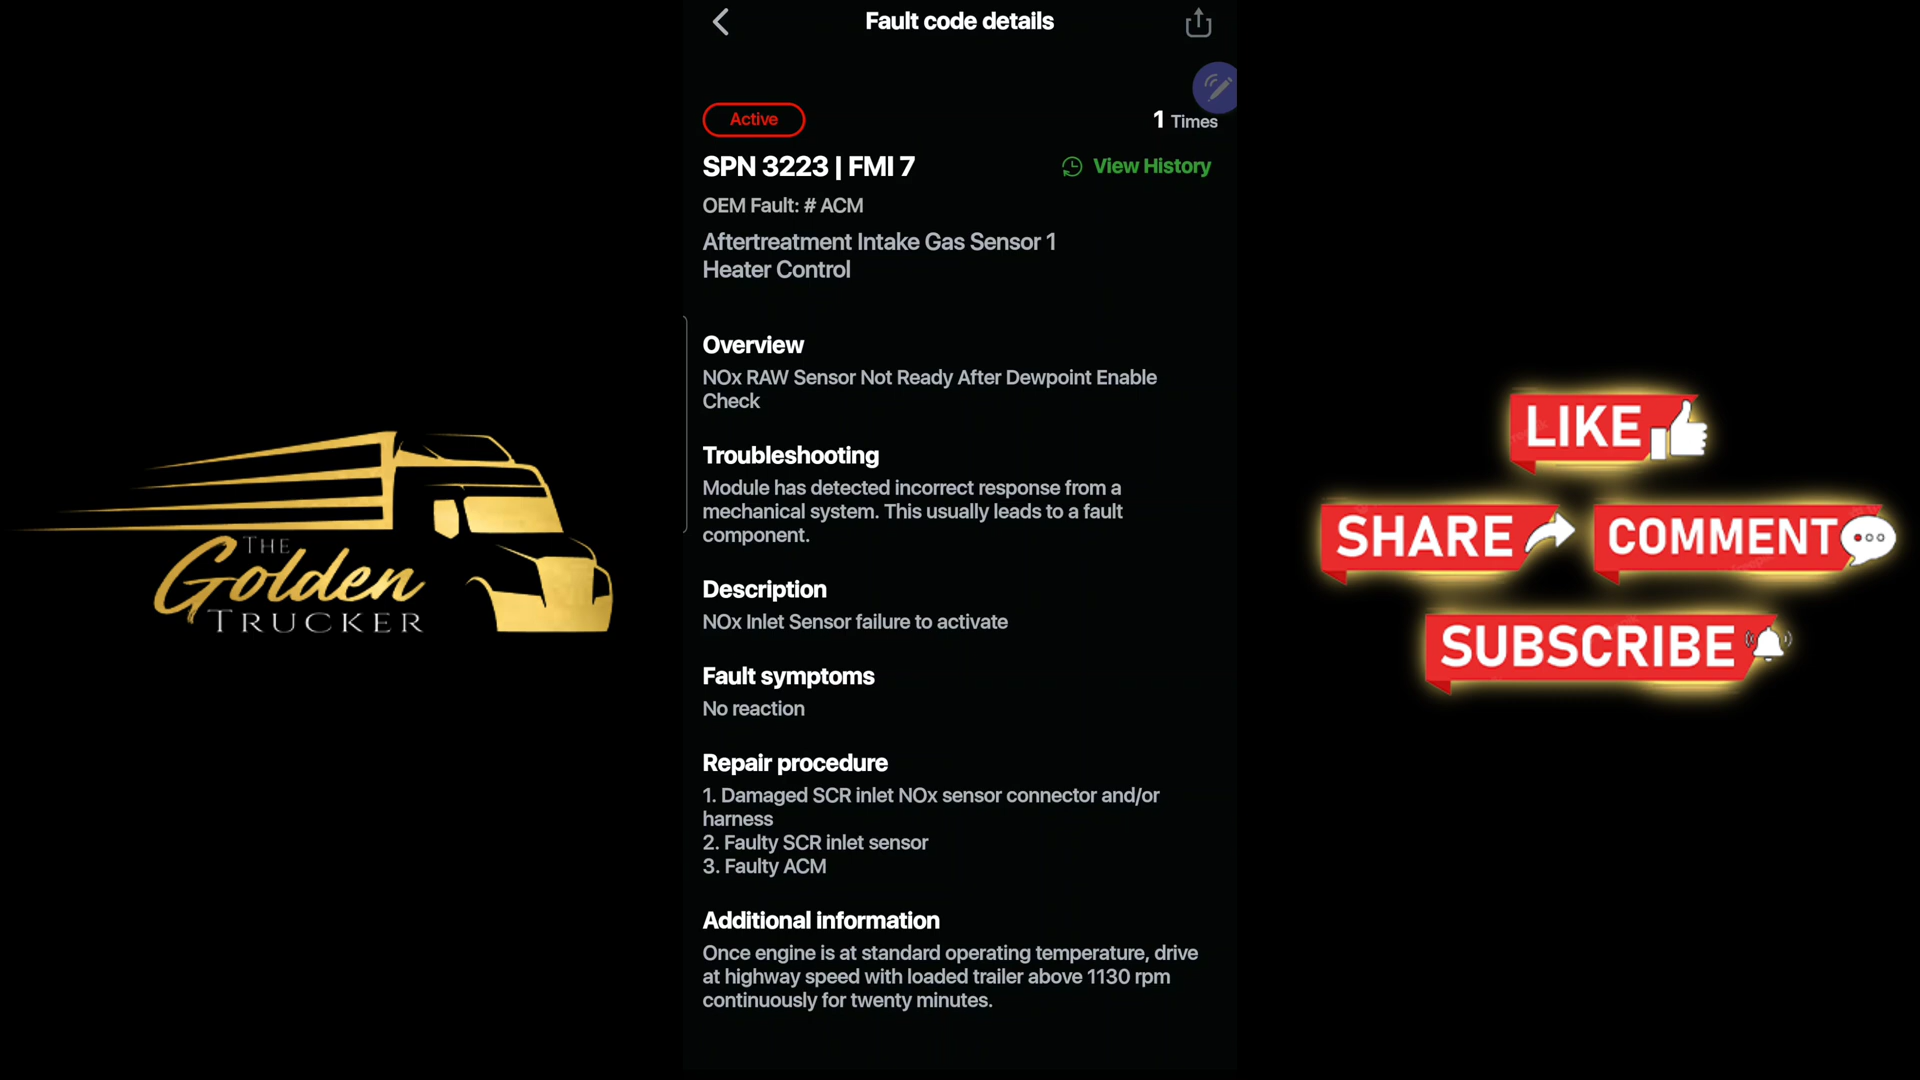 Fault code details
Active
1 Times
SPN 3223 | FMI 7
View History
OEM Fault: # ACM
Aftertreatment Intake Gas Sensor 1
Heater Control
Overview
NOx RAW Sensor Not Ready After Dewpoint Enable
Check
Troubleshooting
Module has detected incorrect response from a
mechanical system. This usually leads to a fault
component.
Description
NOx Inlet Sensor failure to activate
Fault symptoms
No reaction
Repair procedure
1. Damaged SCR inlet NOx sensor connector and/or
harness
2. Faulty SCR inlet sensor
3. Faulty ACM
Additional information
Once engine is at standard operating temperature, drive
at highway speed with loaded trailer above 1130 rpm
continuously for twenty minutes.
THE
Golden
TRUCKER
LIKE
SHARE
COMMENT
SUBSCRIBE